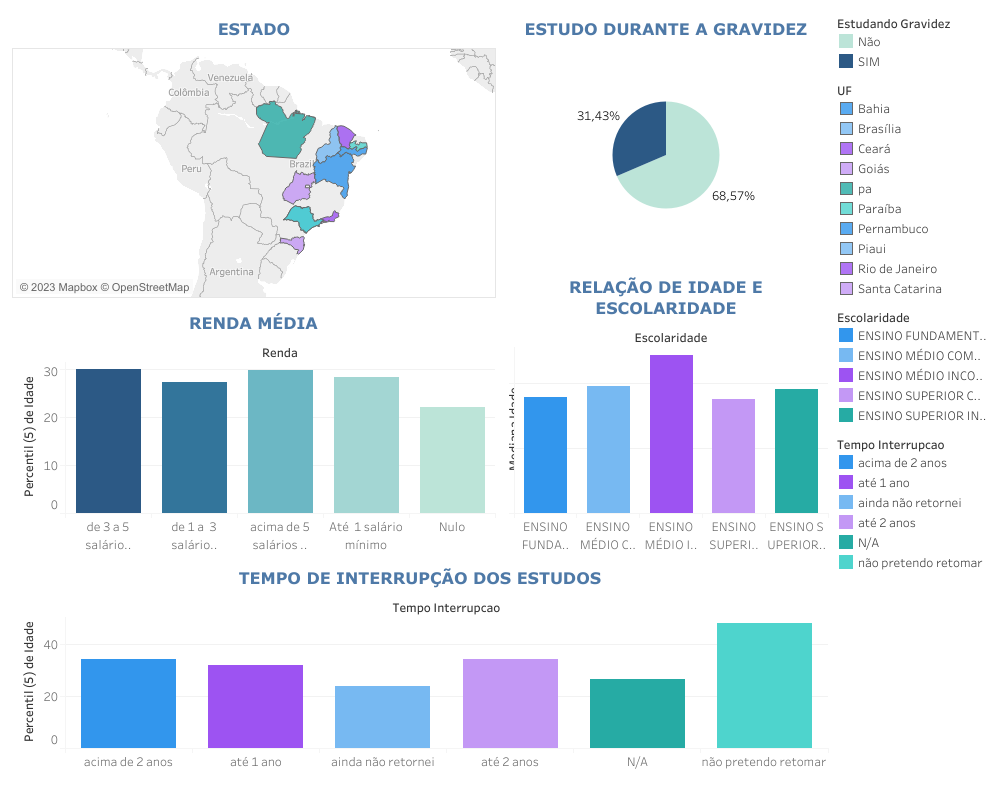 ESTADO
Venezuela
Colômbia
Peru
Brazil
Argentina
© 2023 Mapbox © OpenStreetMap
ESTUDO DURANTE A GRAVIDEZ
31,43%
68,57%
Estudando Gravidez
Não
SIM
UF
Bahia
Brasília
Ceará
Goiás
pa
Paraíba
Pernambuco
Piaui
Rio de Janeiro
Santa Catarina
Escolaridade
ENSINO FUNDAMENT..
ENSINO MÉDIO COM..
ENSINO MÉDIO INCO..
ENSINO SUPERIOR C..
ENSINO SUPERIOR IN..
Tempo Interrupcao
acima de 2 anos
até 1 ano
ainda não retornei
até 2 anos
N/A
não pretendo retomar
RENDA MÉDIA
Renda
Percentil (5) de Idade
30
20
10
0
de 3 a 5
salário..
de 1 a 3
salário..
acima de 5
salários ..
Até 1 salário
mínimo
Nulo
RELAÇÃO DE IDADE E
ESCOLARIDADE
Escolaridade
Mediana Idade
ENSINO
FUNDA..
ENSINO
MÉDIO C..
ENSINO
MÉDIO I..
ENSINO
SUPERI..
ENSINO S
UPERIOR..
TEMPO DE INTERRUPÇÃO DOS ESTUDOS
Tempo Interrupcao
Percentil (5) de Idade
40
20
0
acima de 2 anos
até 1 ano
ainda não retornei
até 2 anos
N/A
não pretendo retomar